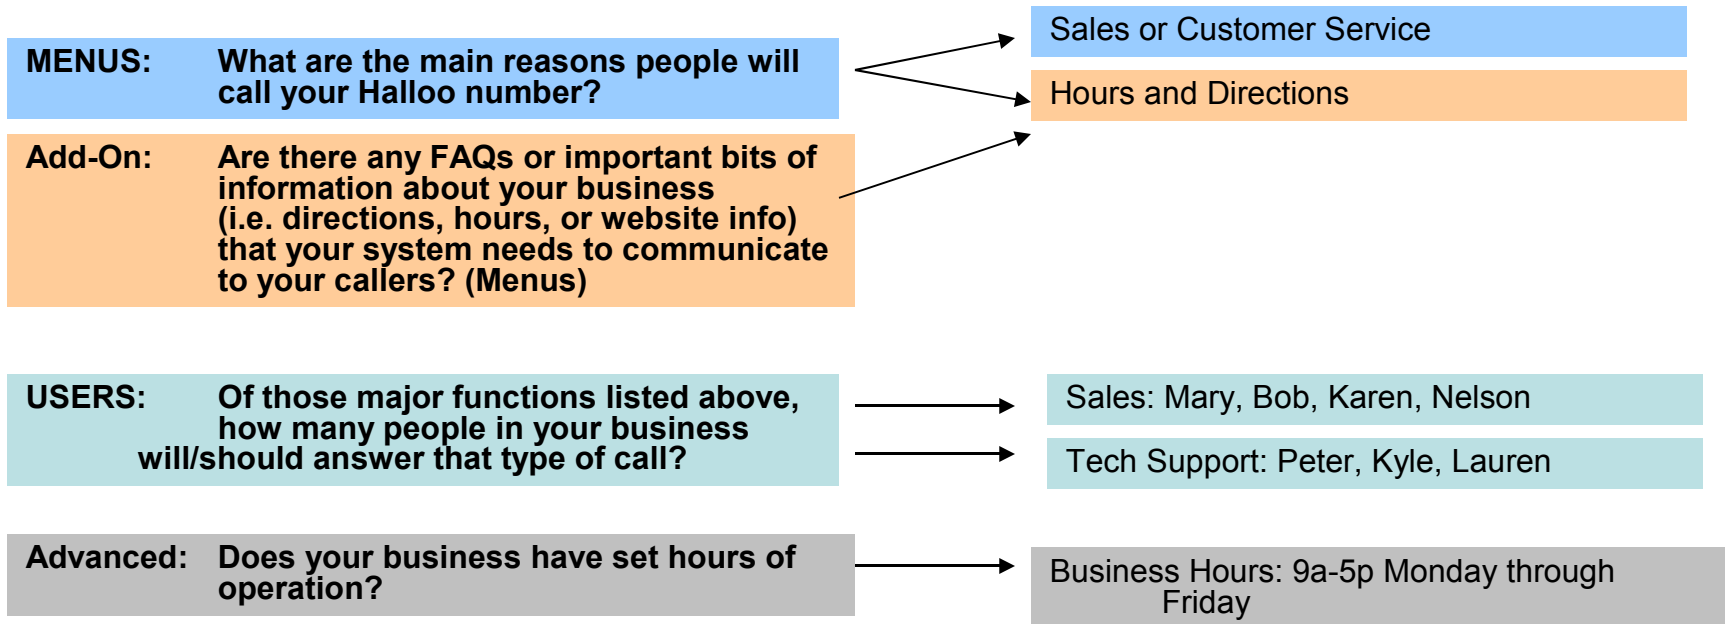 MENUS: What are the main reasons people will
call your Halloo number?
Sales or Customer Service
Hours and Directions
Add-On: Are there any FAQs or important bits of
information about your business
(i.e. directions, hours, or website info)
that your system needs to communicate
to your callers? (Menus)
USERS: Of those major functions listed above,
how many people in your business
will/should answer that type of call?
Sales: Mary, Bob, Karen, Nelson
Tech Support: Peter, Kyle, Lauren
Advanced: Does your business have set hours of
operation?
Business Hours: 9a-5p Monday through
Friday